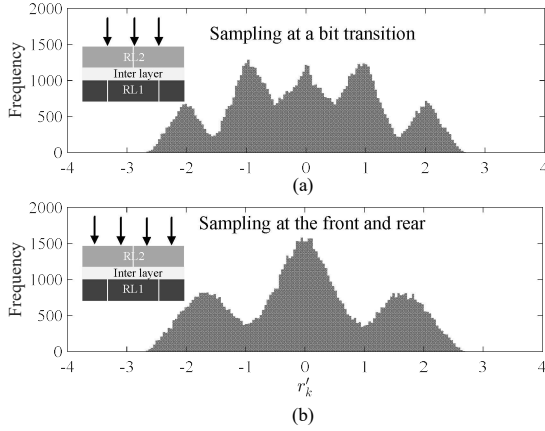 2000
Sampling at a bit transition
1500
RL2
Inter layer
1000
RL1
500
0
Frequency
-4 -3 -2 -1 0 1 2 3 4
(a)
2000
Sampling at the front and rear
1500
RL2
Inter layer
1000
RL1
500
0
Frequency
-4 -3 -2 -1 0 1 2 3 4
r′k
(b)